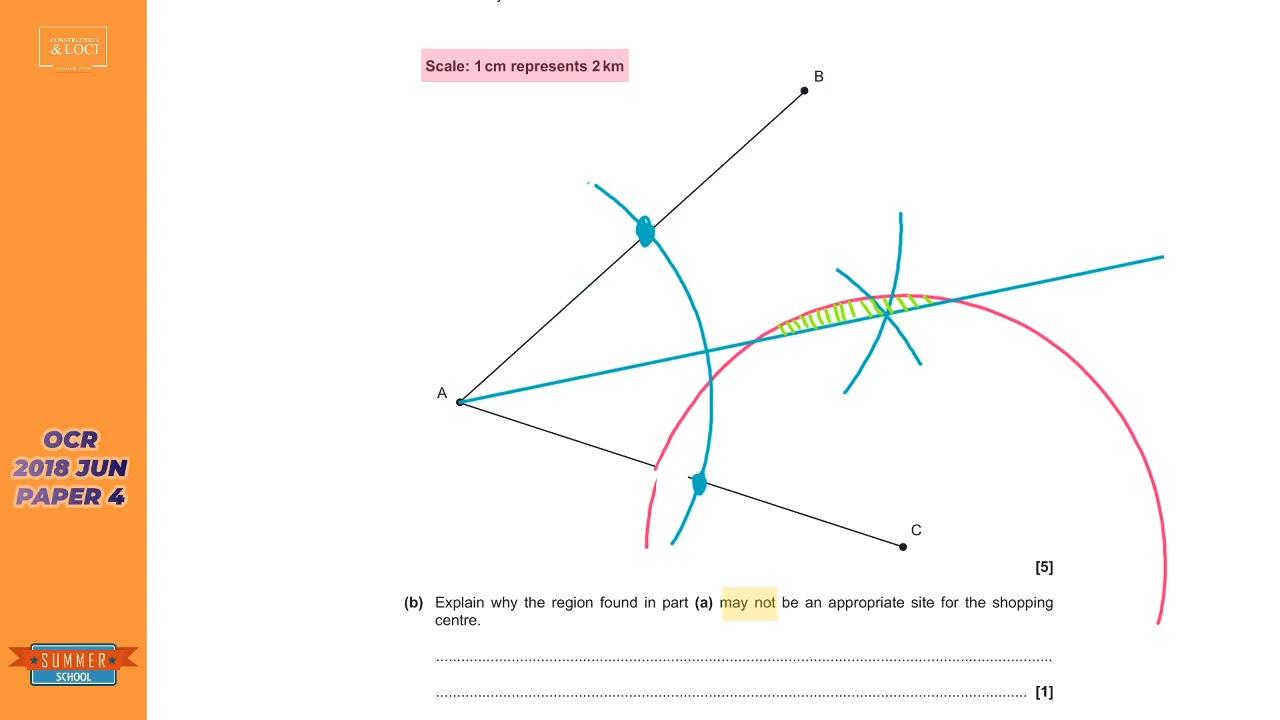 CONSTRUCTION
& LOCI
Scale: 1 cm represents 2 km
B
A
C
[5]
OCR
2018 JUN
PAPER 4
(b) Explain why the region found in part (a) may not be an appropriate site for the shopping
centre.
SUMMER
SCHOOL
[1]